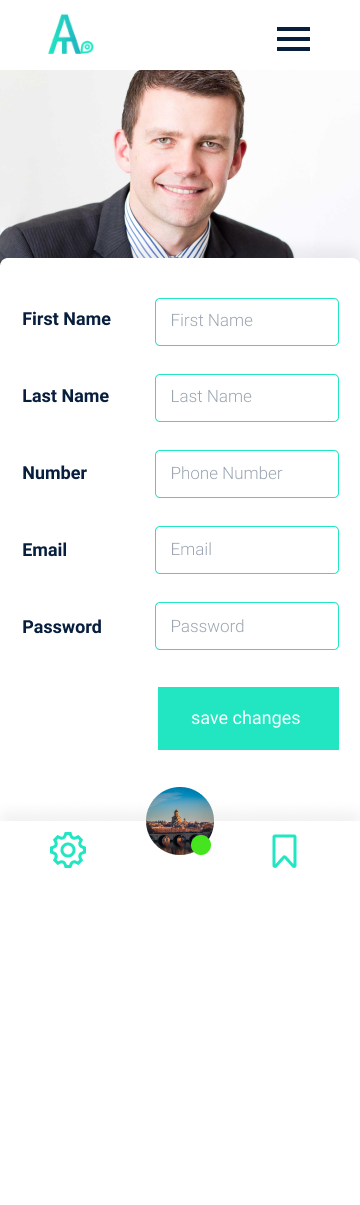 First Name
First Name
Last Name
Last Name
Number
Phone Number
Email
Email
Password
Password
save changes